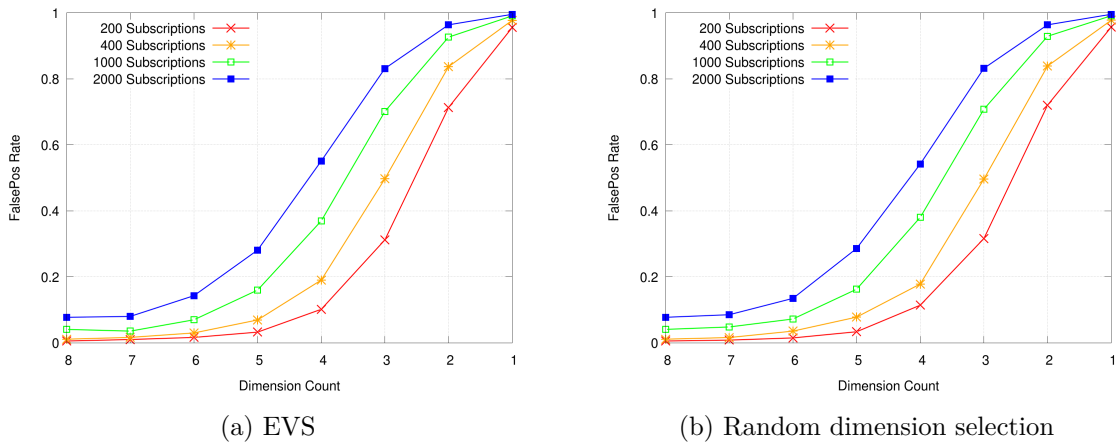 1
0.8
0.6
0.4
0.2
0
FalsePos Rate
200 Subscriptions
400 Subscriptions
1000 Subscriptions
2000 Subscriptions
8 7 6 5 4 3 2 1
Dimension Count
(a) EVS
1
0.8
0.6
0.4
0.2
0
FalsePos Rate
200 Subscriptions
400 Subscriptions
1000 Subscriptions
2000 Subscriptions
8 7 6 5 4 3 2 1
Dimension Count
(b) Random dimension selection